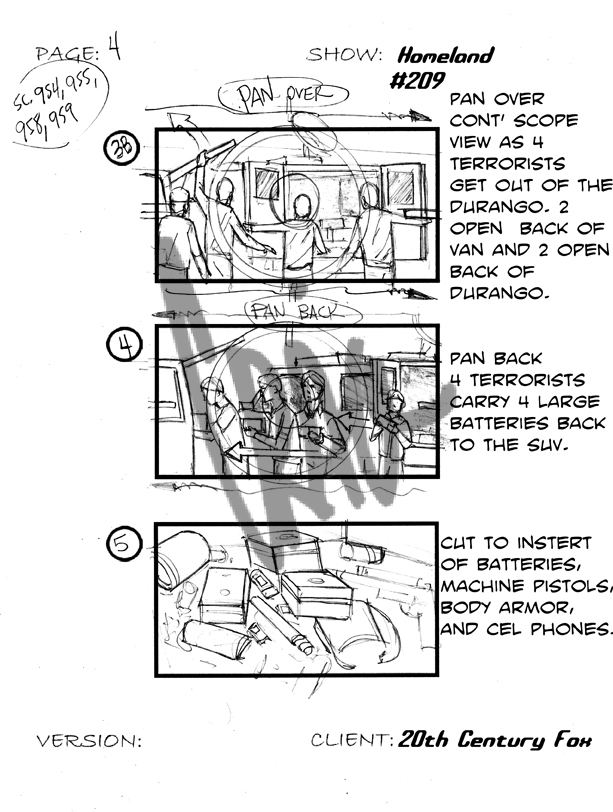 PAGE: 4
SHOW: Homeland
#209
SC. 954, 955,
958, 959
PAN OVER
3B
PAN OVER
CONT' SCOPE
VIEW AS 4
TERRORISTS
GET OUT OF THE
DURANGO. 2
OPEN BACK OF
VAN AND 2 OPEN
BACK OF
DURANGO.
PAN BACK
4
PAN BACK
4 TERRORISTS
CARRY 4 LARGE
BATTERIES BACK
TO THE SUV.
5
CUT TO INSTERT
OF BATTERIES,
MACHINE PISTOLS,
BODY ARMOR,
AND CEL PHONES.
VERSION:
CLIENT: 20th Century Fox